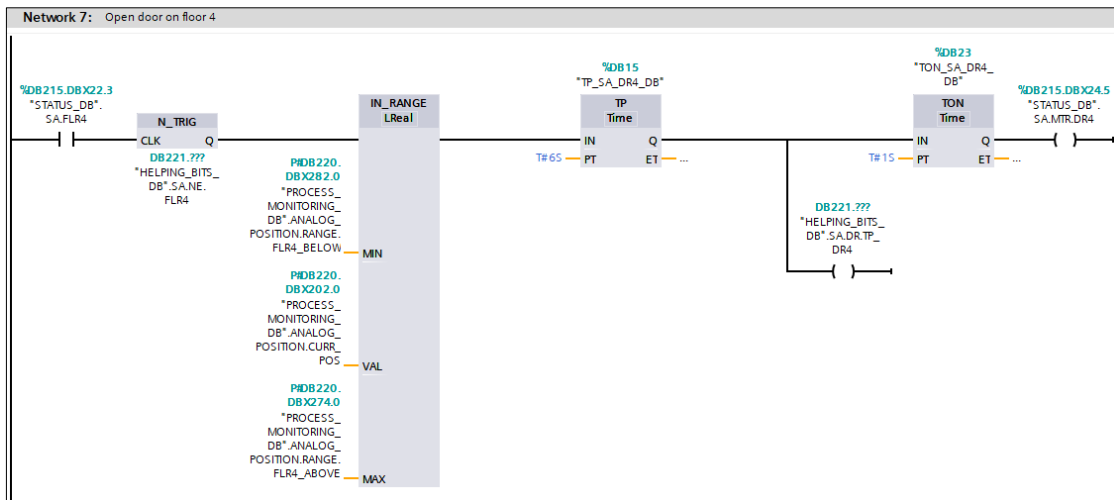 Network 7: Open door on floor 4
%DB215.DBX22.3
"STATUS_DB".
SA.FLR4
N_TRIG
CLK Q
DB221.???
"HELPING_BITS_
DB".SA.NE.
FLR4
IN_RANGE
LReal
P#DB220.
DBX282.0
"PROCESS_
MONITORING_
DB".ANALOG_
POSITION.RANGE.
FLR4_BELOW
MIN
P#DB220.
DBX202.0
"PROCESS_
MONITORING_
DB".ANALOG_
POSITION.CURR_
POS
VAL
P#DB220.
DBX274.0
"PROCESS_
MONITORING_
DB".ANALOG_
POSITION.RANGE.
FLR4_ABOVE
MAX
%DB15
"TP_SA_DR4_DB"
TP
Time
IN Q
T#6S PT ET ...
DB221.???
"HELPING_BITS_
DB".SA.DR.TP_
DR4
%DB23
"TON_SA_DR4_
DB"
TON
Time
IN Q
T#1S PT ET ...
%DB215.DBX24.5
"STATUS_DB".
SA.MTR.DR4